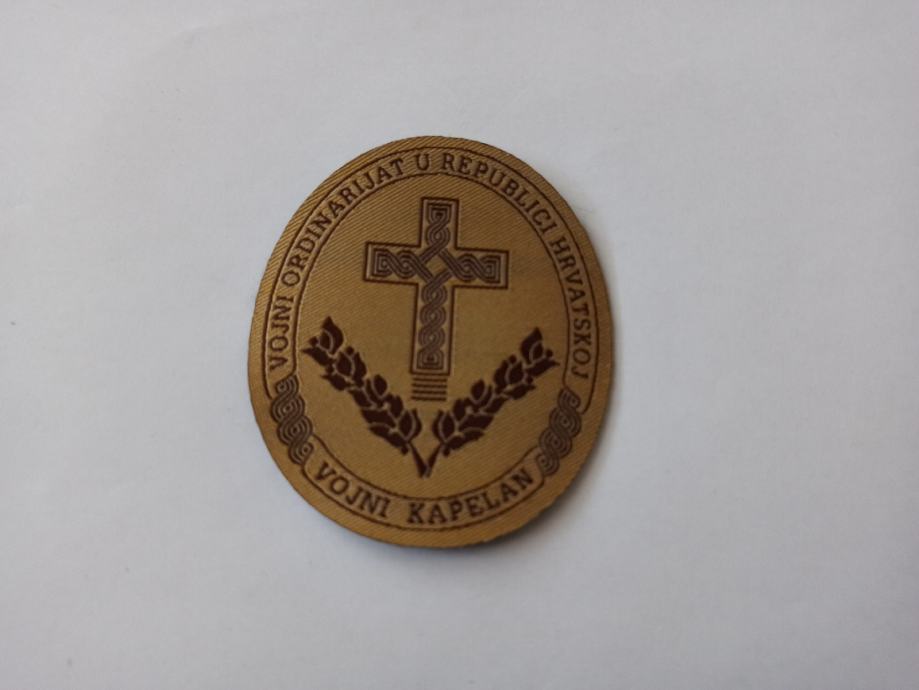 VOJNI ORDINARIJAT U REPUBLICI HRVATSKOJ
VOJNI KAPELAN